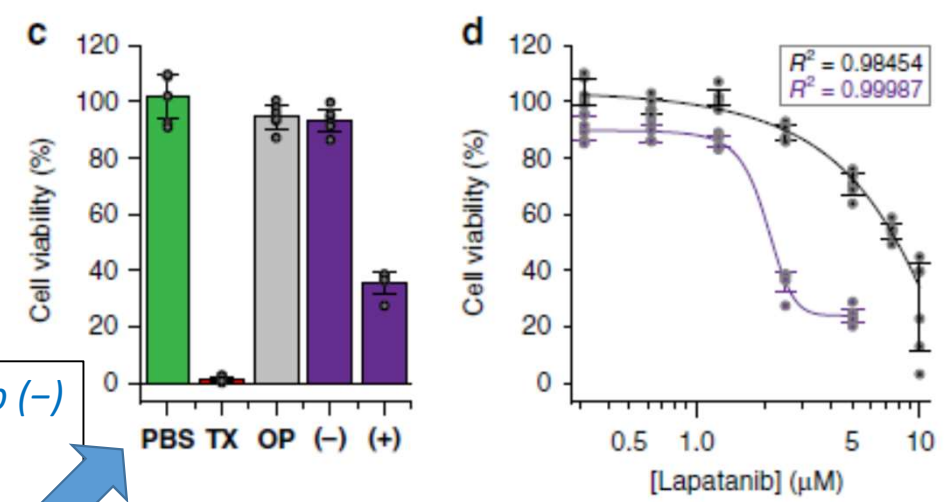 c
Cell viability (%)
120
100
80
60
40
20
0
PBS TX OP (–) (+)
(–)
d
Cell viability (%)
120
100
80
60
40
20
0
R² = 0.98454
R² = 0.99987
0.5 1.0 5 10
[Lapatanib] (μM)